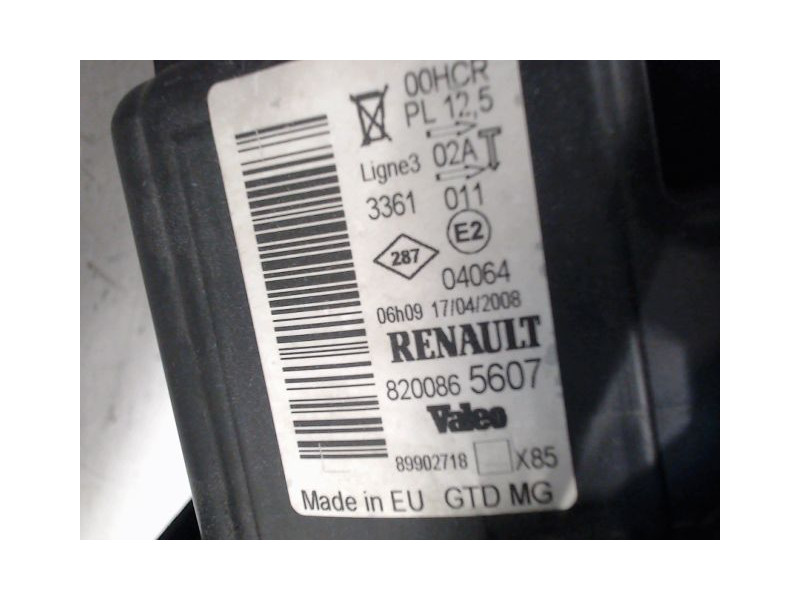 00HCR
PL 12,5
Ligne3 02A
3361 011
E2
287
04064
06h09 17/04/2008
RENAULT
820086 5607
Valeo
89902718 X85
Made in EU GTD MG